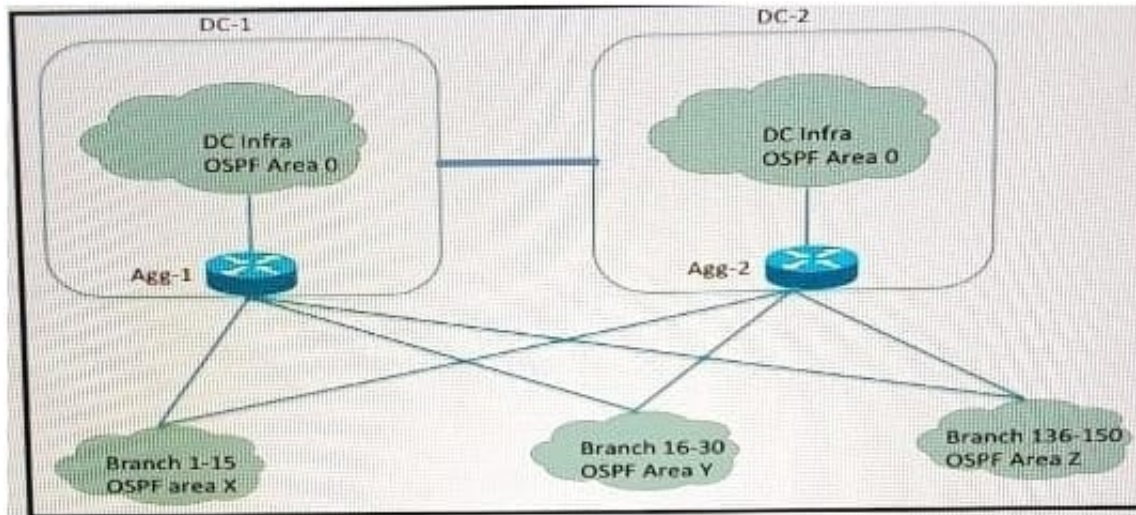 DC-1
DC-2
DC Infra
OSPF Area 0
DC Infra
OSPF Area 0
Agg-1
Agg-2
Branch 1-15
OSPF area X
Branch 16-30
OSPF Area Y
Branch 136-150
OSPF Area Z